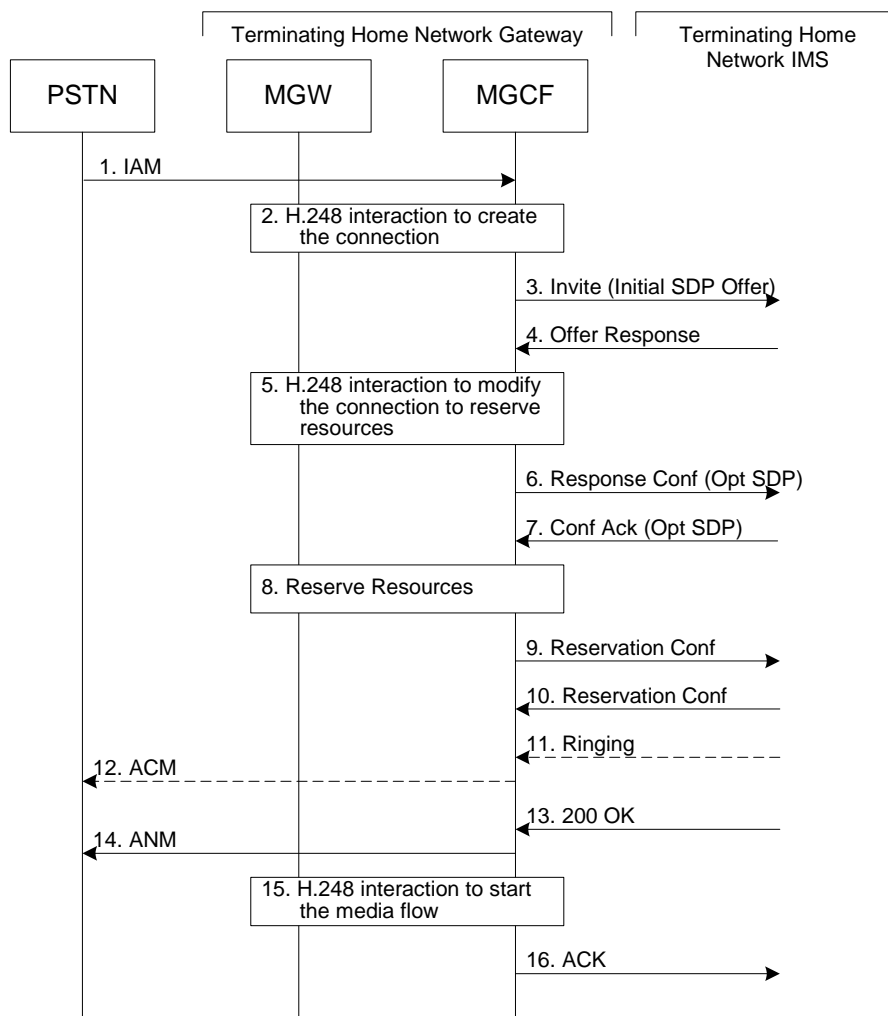 Terminating Home Network Gateway
Terminating Home
Network IMS
PSTN
MGW
MGCF
1. IAM
2. H.248 interaction to create
the connection
3. Invite (Initial SDP Offer)
4. Offer Response
5. H.248 interaction to modify
the connection to reserve
resources
6. Response Conf (Opt SDP)
7. Conf Ack (Opt SDP)
8. Reserve Resources
9. Reservation Conf
10. Reservation Conf
11. Ringing
12. ACM
13. 200 OK
14. ANM
15. H.248 interaction to start
the media flow
16. ACK